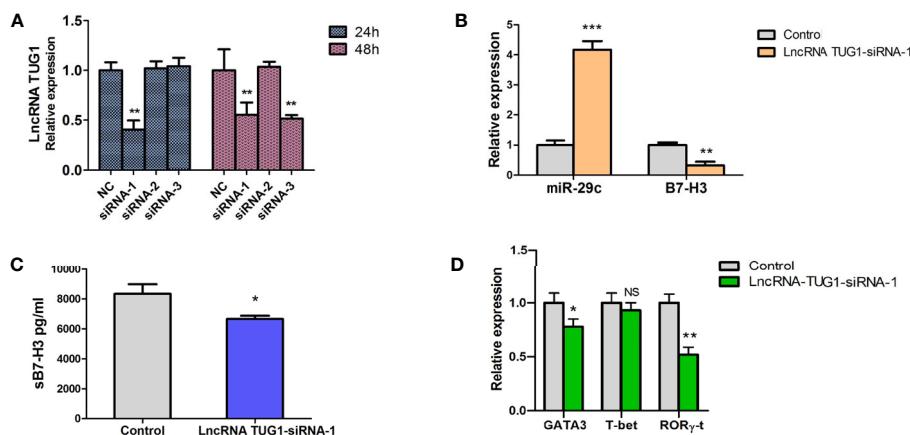 A
LncRNA TUG1
Relative expression
1.5
1.0
0.5
0.0
NC
siRNA-1
siRNA-2
siRNA-3
NC
siRNA-1
siRNA-2
siRNA-3
**
**
**
24h
48h
B
Relative expression
5
4
3
2
1
0
***
**
miR-29c
B7-H3
Contro
LncRNA TUG1-siRNA-1
C
sB7-H3 pg/ml
10000
8000
6000
4000
2000
0
*
Control
LncRNA TUG1-siRNA-1
D
Relative expression
1.5
1.0
0.5
0.0
*
NS
**
GATA3
T-bet
RORγ-t
Control
LncRNA-TUG1-siRNA-1